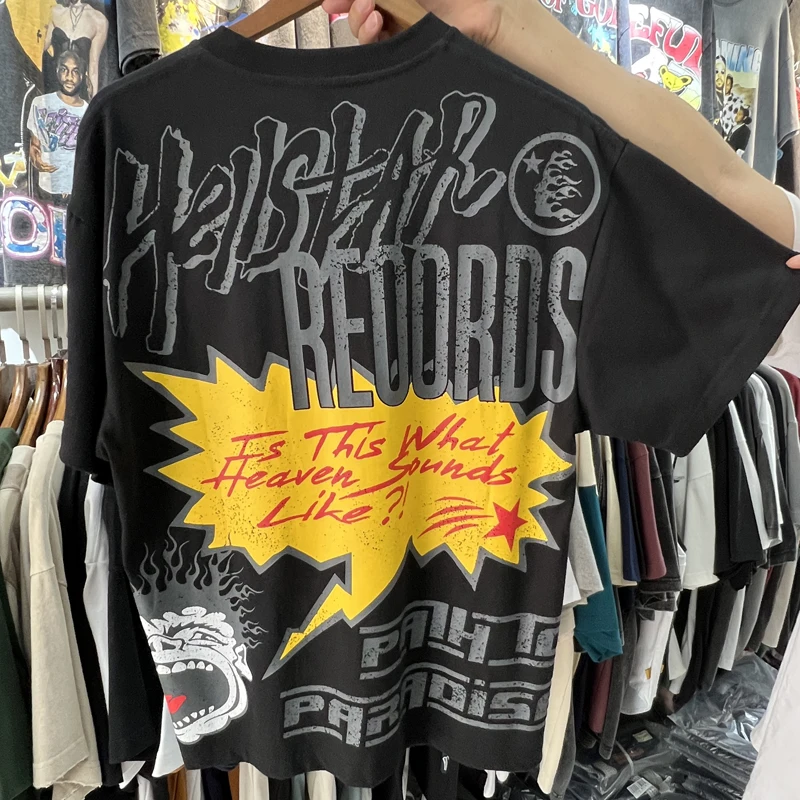 HellStar
RECORDS
Is This What
Heaven Sounds
Like?!
PATH TO
PARADISE